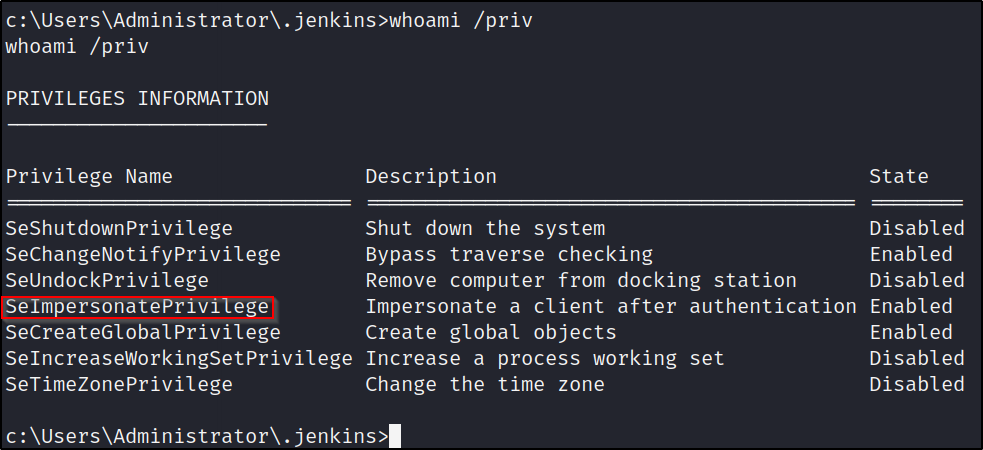 c:\Users\Administrator\.jenkins>whoami /priv
whoami /priv
PRIVILEGES INFORMATION
----------------------
Privilege Name                Description                               State
============================= ========================================= ========
SeShutdownPrivilege           Shut down the system                      Disabled
SeChangeNotifyPrivilege       Bypass traverse checking                  Enabled
SeUndockPrivilege             Remove computer from docking station      Disabled
SeImpersonatePrivilege        Impersonate a client after authentication Enabled
SeCreateGlobalPrivilege       Create global objects                     Enabled
SeIncreaseWorkingSetPrivilege Increase a process working set            Disabled
SeTimeZonePrivilege           Change the time zone                      Disabled
c:\Users\Administrator\.jenkins>